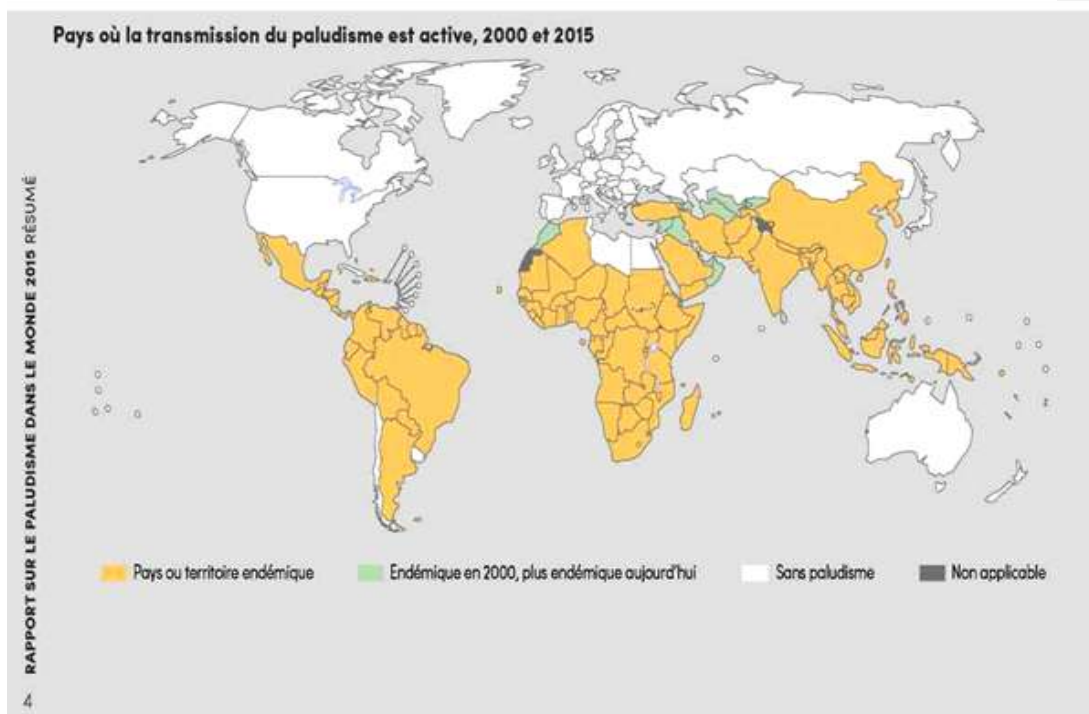 Pays où la transmission du paludisme est active, 2000 et 2015
RAPPORT SUR LE PALUDISME DANS LE MONDE 2015 RÉSUMÉ
Pays ou territoire endémique
Endémique en 2000, plus endémique aujourd'hui
Sans paludisme
Non applicable
4